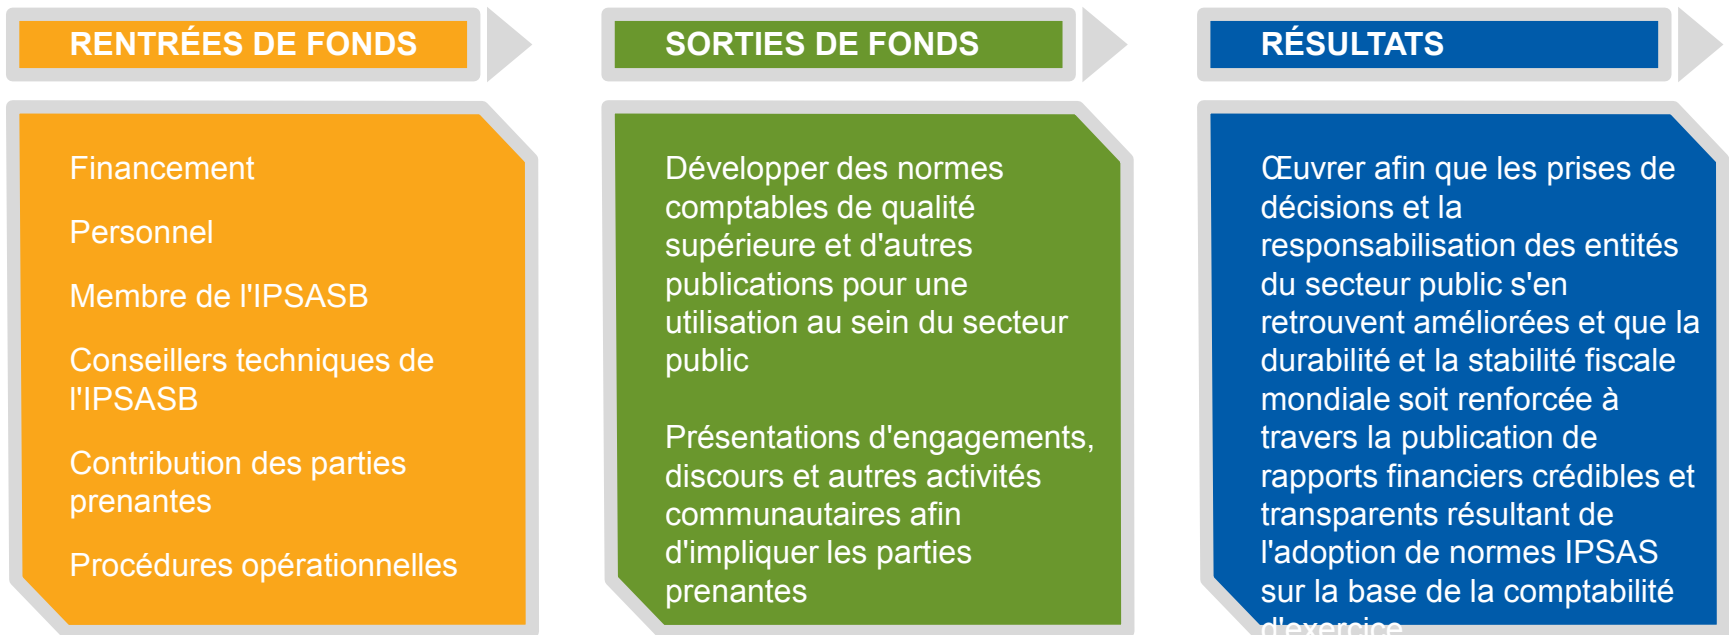 RENTRÉES DE FONDS
Financement
Personnel
Membre de l'IPSASB
Conseillers techniques de
l'IPSASB
Contribution des parties
prenantes
Procédures opérationnelles
SORTIES DE FONDS
Développer des normes
comptables de qualité
supérieure et d'autres
publications pour une
utilisation au sein du secteur
public
Présentations d'engagements,
discours et autres activités
communautaires afin
d'impliquer les parties
prenantes
RÉSULTATS
Œuvrer afin que les prises de
décisions et la
responsabilisation des entités
du secteur public s'en
retrouvent améliorées et que la
durabilité et la stabilité fiscale
mondiale soit renforcée à
travers la publication de
rapports financiers crédibles et
transparents résultant de
l'adoption de normes IPSAS
sur la base de la comptabilité
d'exercice